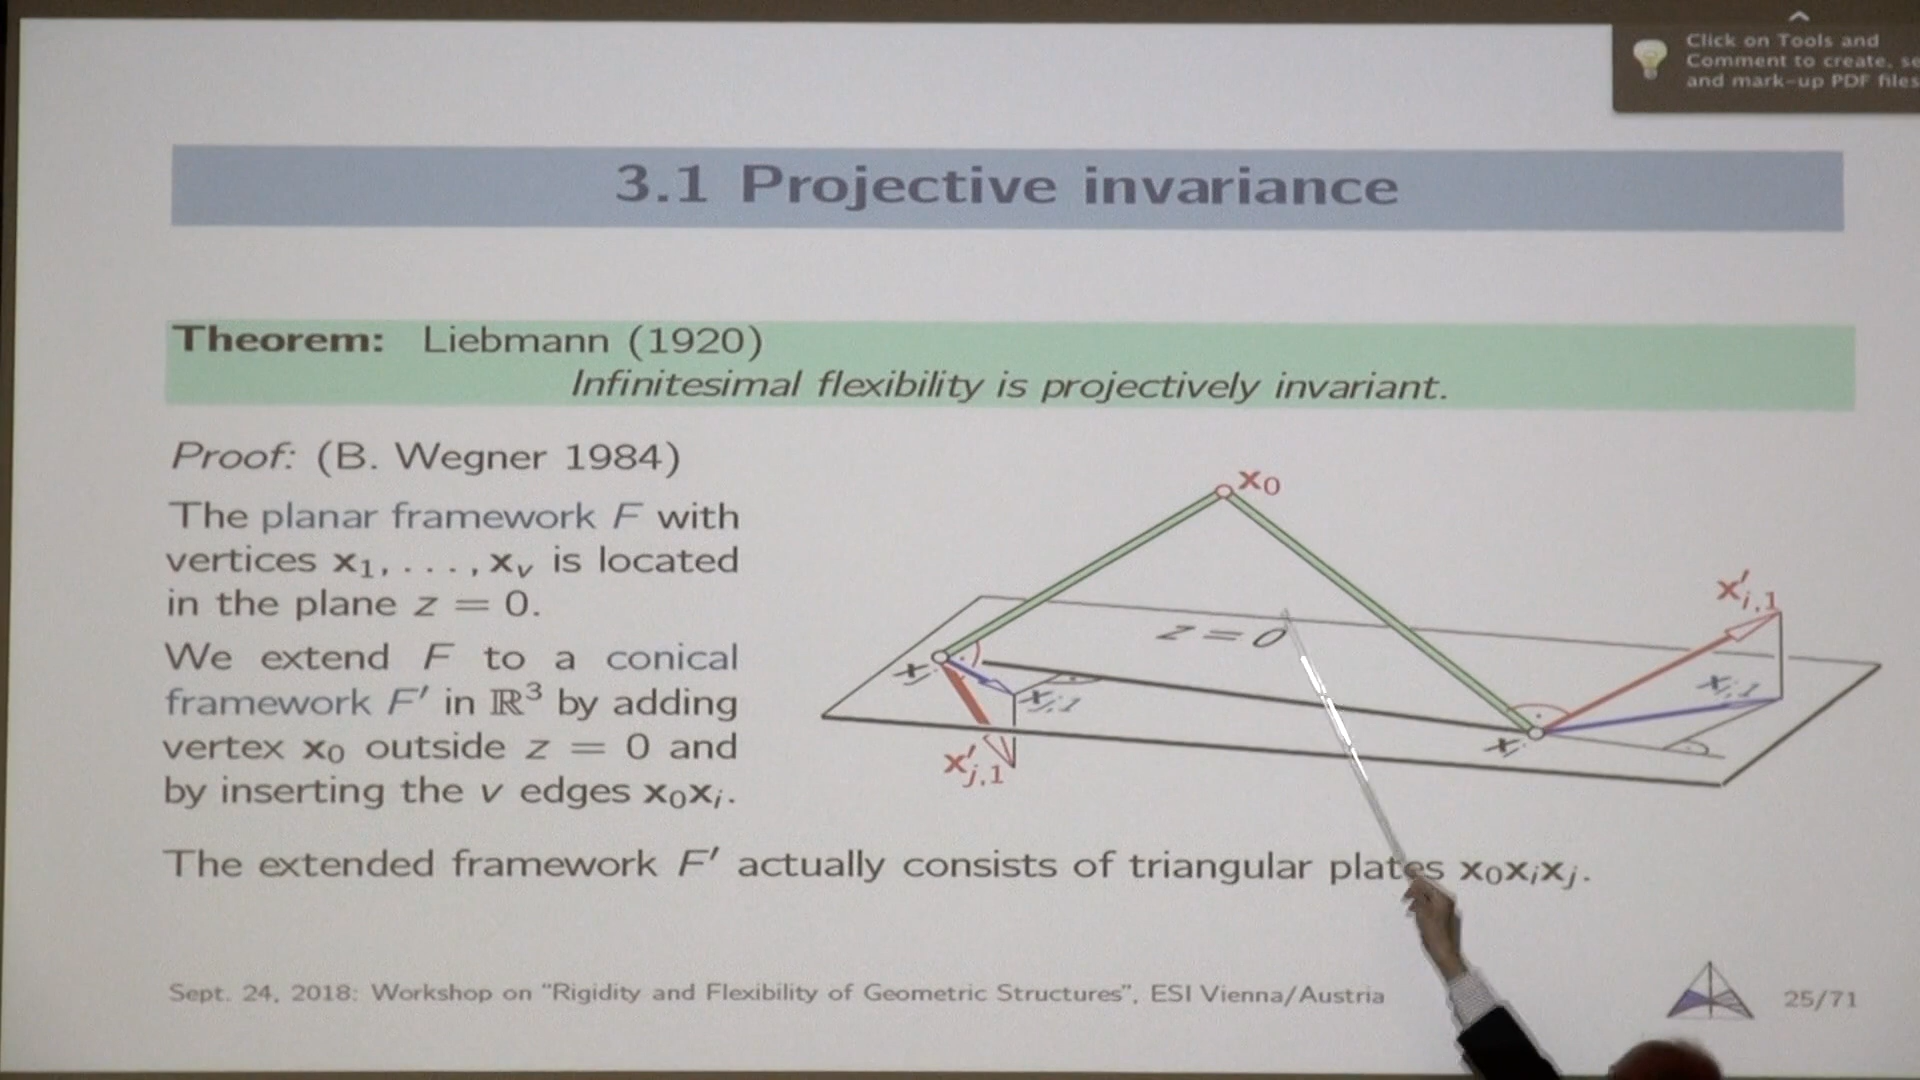 Click on Tools and
Comment to create, se
and mark-up PDF files
3.1 Projective invariance
Theorem: Liebmann (1920)
Infinitesimal flexibility is projectively invariant.
Proof: (B. Wegner 1984)
The planar framework F with
vertices x₁, . . . , xᵥ is located
in the plane z = 0.
We extend F to a conical
framework F′ in ℝ³ by adding
vertex x₀ outside z = 0 and
by inserting the v edges x₀xᵢ.
x₀
z = 0
x′ᵢ,₁
xⱼ
xⱼ,₁
xᵢ,₁
x′ⱼ,₁
xᵢ
The extended framework F′ actually consists of triangular plates x₀xᵢxⱼ.
Sept. 24, 2018: Workshop on "Rigidity and Flexibility of Geometric Structures", ESI Vienna/Austria
25/71